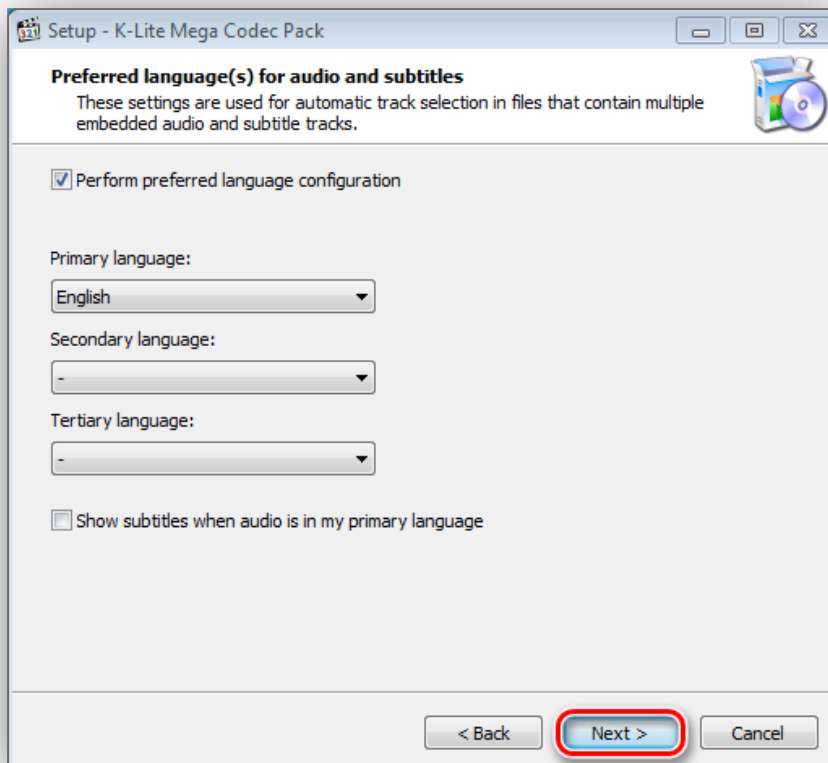 Setup - K-Lite Mega Codec Pack
Preferred language(s) for audio and subtitles
These settings are used for automatic track selection in files that contain multiple
embedded audio and subtitle tracks.
Perform preferred language configuration
Primary language:
English
Secondary language:
-
Tertiary language:
-
Show subtitles when audio is in my primary language
< Back Next > Cancel